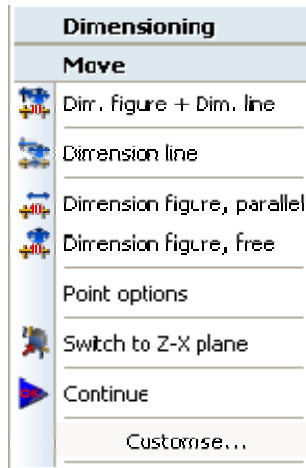 Dimensioning
Move
Dim. figure + Dim. line
Dimension line
Dimension figure, parallel
Dimension figure, free
Point options
Switch to Z-X plane
OK
Continue
Customise...